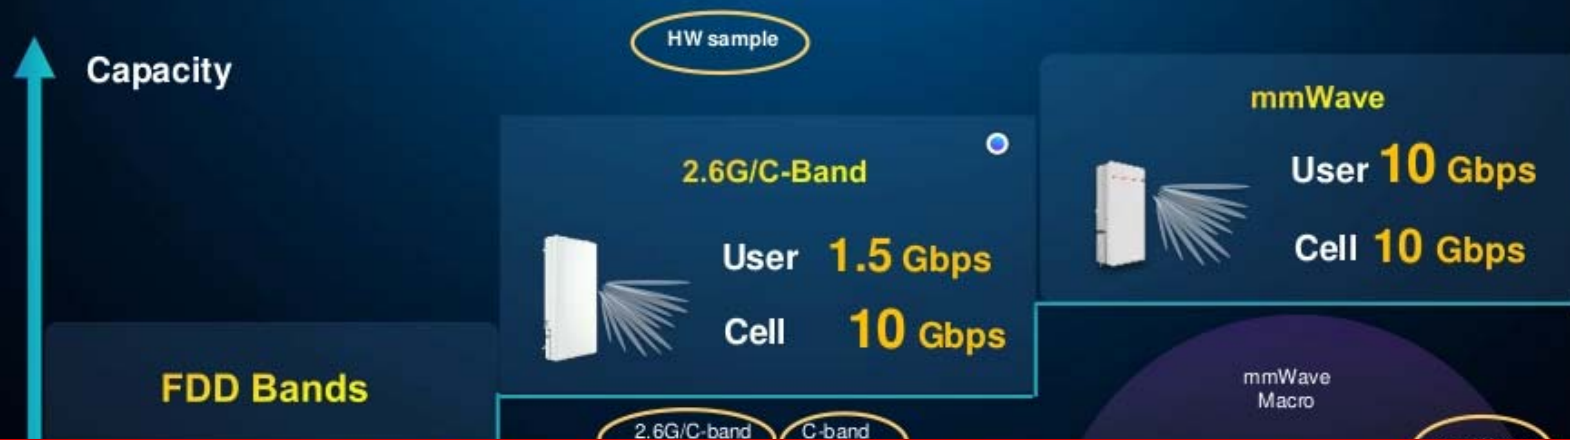 HW sample
Capacity
2.6G/C-Band
User 1.5 Gbps
Cell 10 Gbps
mmWave
User 10 Gbps
Cell 10 Gbps
FDD Bands
mmWave
Macro
2.6G/C-band
C-band